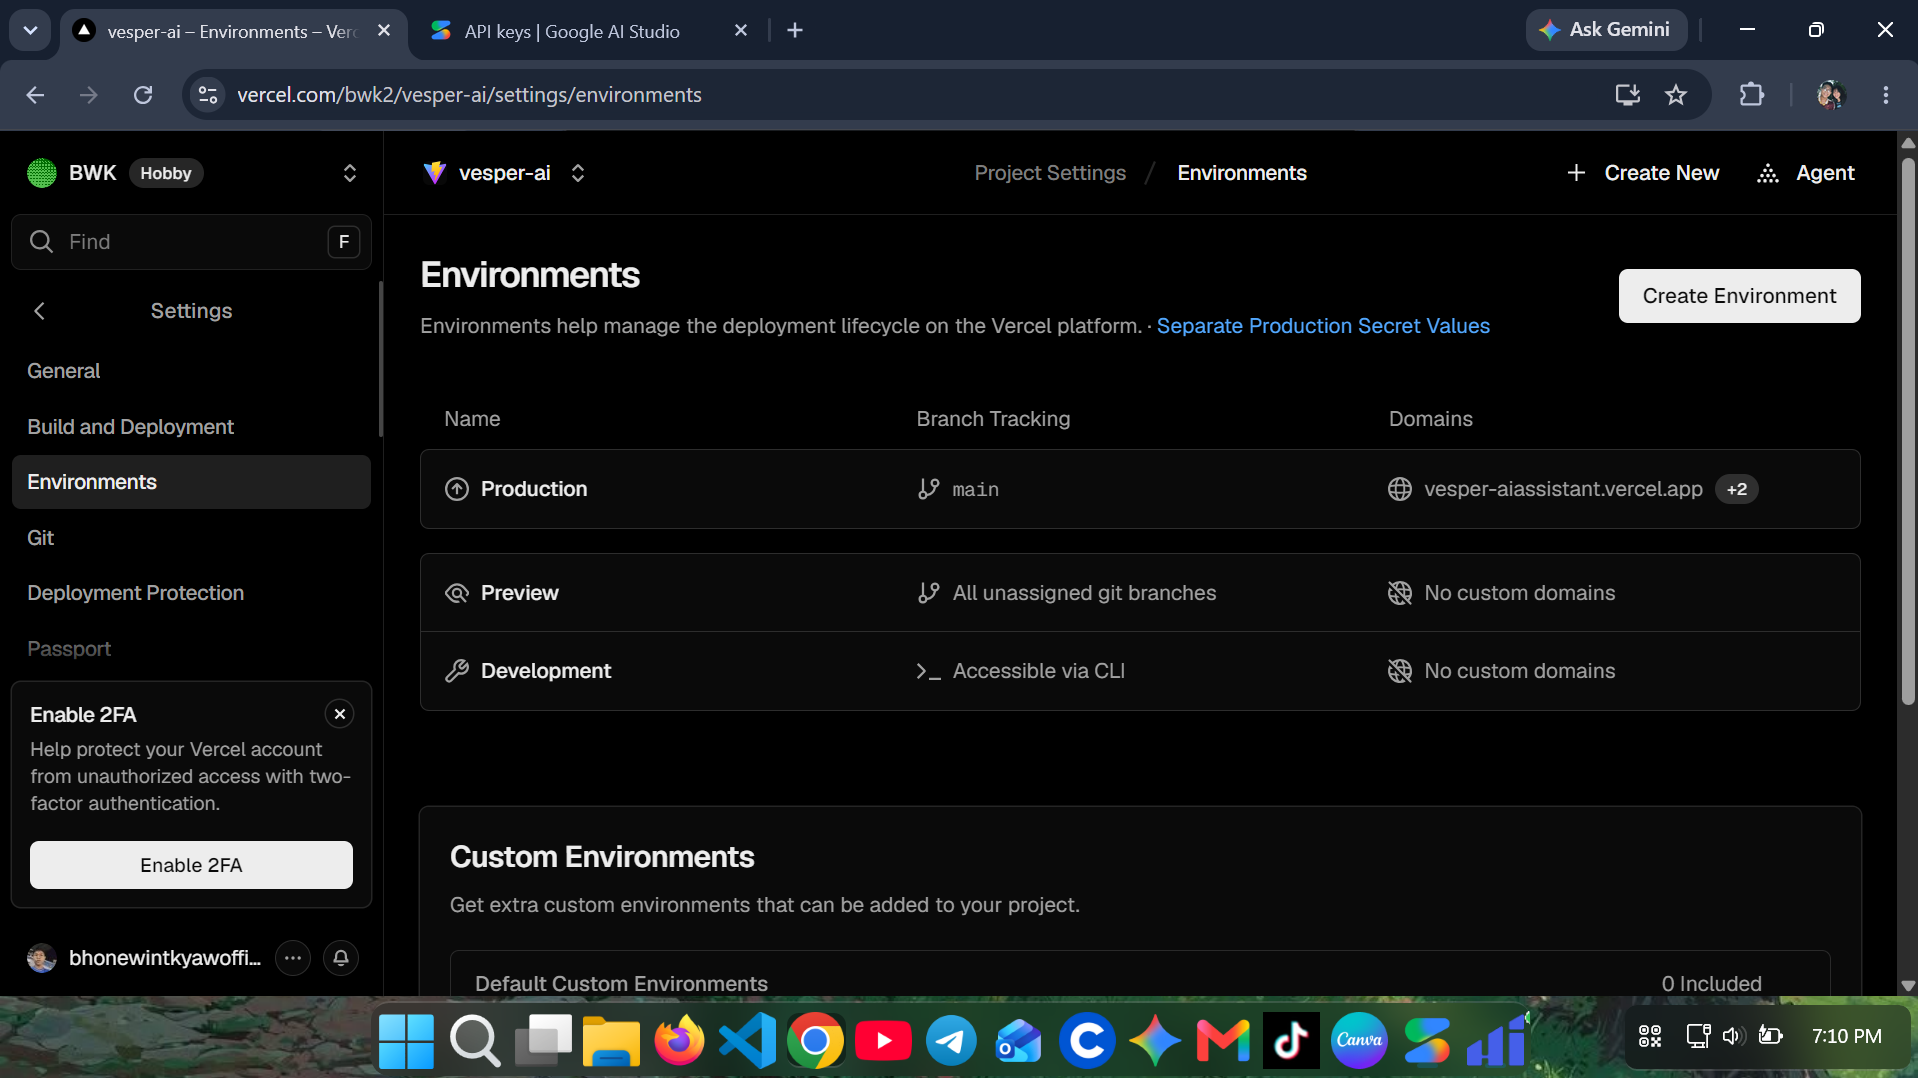 vesper-ai – Environments – Verc
API keys | Google AI Studio
Ask Gemini
vercel.com/bwk2/vesper-ai/settings/environments
BWK
Hobby
vesper-ai
Project Settings / Environments
Create New
Agent
Find
F
Settings
General
Build and Deployment
Environments
Git
Deployment Protection
Passport
Enable 2FA
Help protect your Vercel account
from unauthorized access with two-
factor authentication.
Enable 2FA
bhonewintkyawoffi...
Environments
Environments help manage the deployment lifecycle on the Vercel platform. · Separate Production Secret Values
Create Environment
Name
Branch Tracking
Domains
Production
main
vesper-aiassistant.vercel.app
+2
Preview
All unassigned git branches
No custom domains
Development
Accessible via CLI
No custom domains
Custom Environments
Get extra custom environments that can be added to your project.
Default Custom Environments
0 Included
Canva
7:10 PM